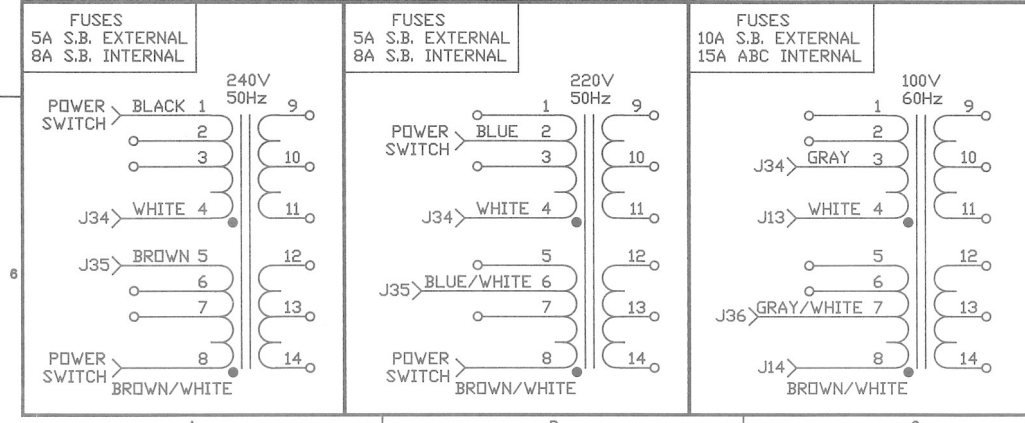 FUSES
5A S.B. EXTERNAL
8A S.B. INTERNAL
240V
50Hz
POWER SWITCH BLACK 1 9
2
3 10
J34 WHITE 4 11
J35 BROWN 5 12
6
7 13
POWER SWITCH 8 14
BROWN/WHITE
FUSES
5A S.B. EXTERNAL
8A S.B. INTERNAL
220V
50Hz
1 9
POWER SWITCH BLUE 2
3 10
J34 WHITE 4 11
5 12
J35 BLUE/WHITE 6
7 13
POWER SWITCH 8 14
BROWN/WHITE
FUSES
10A S.B. EXTERNAL
15A ABC INTERNAL
100V
60Hz
1 9
2
J34 GRAY 3 10
J13 WHITE 4 11
5 12
6
J36 GRAY/WHITE 7 13
J14 8 14
BROWN/WHITE
6